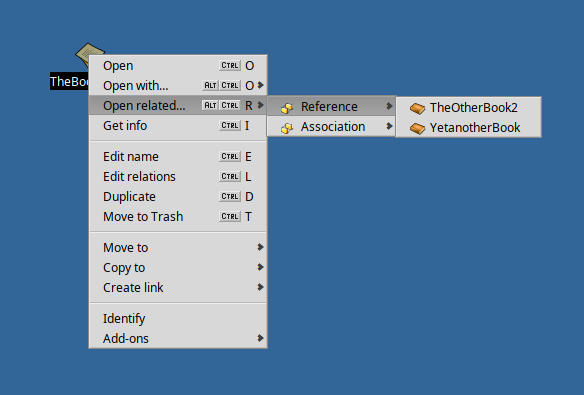 TheBoo
Open CTRL O
Open with... ALT CTRL O
Open related... ALT CTRL R
Get info CTRL I
Edit name CTRL E
Edit relations CTRL L
Duplicate CTRL D
Move to Trash CTRL T
Move to
Copy to
Create link
Identify
Add-ons
Reference
Association
TheOtherBook2
YetanotherBook